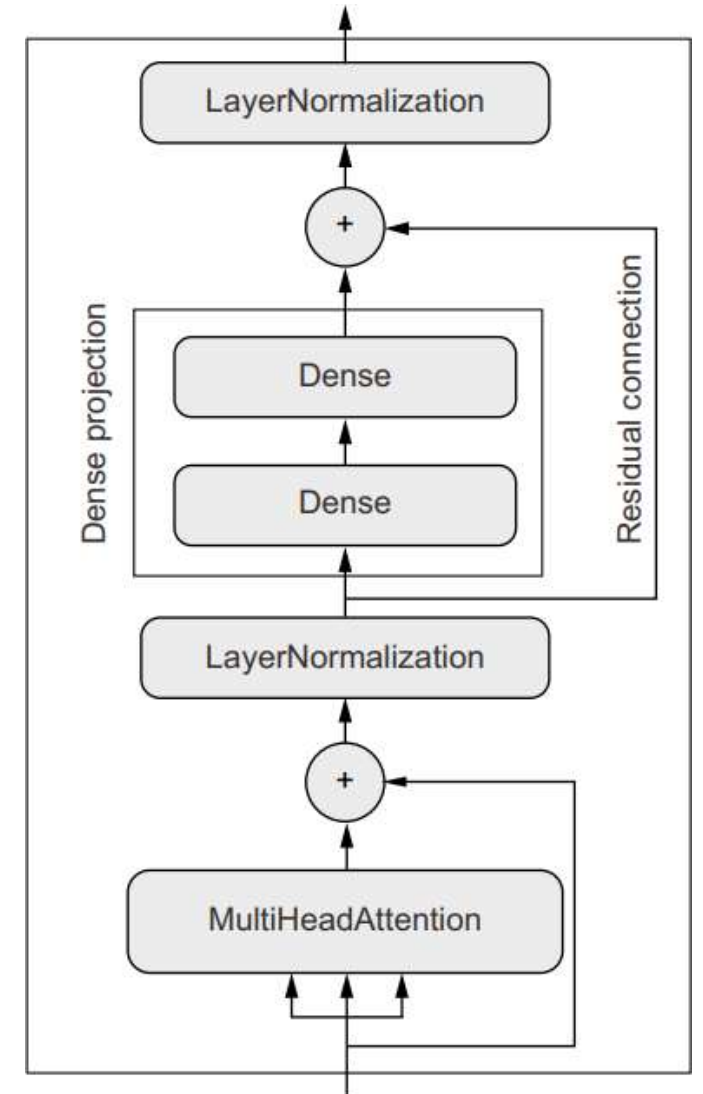 LayerNormalization
+
Dense projection
Dense
Dense
Residual connection
LayerNormalization
+
MultiHeadAttention